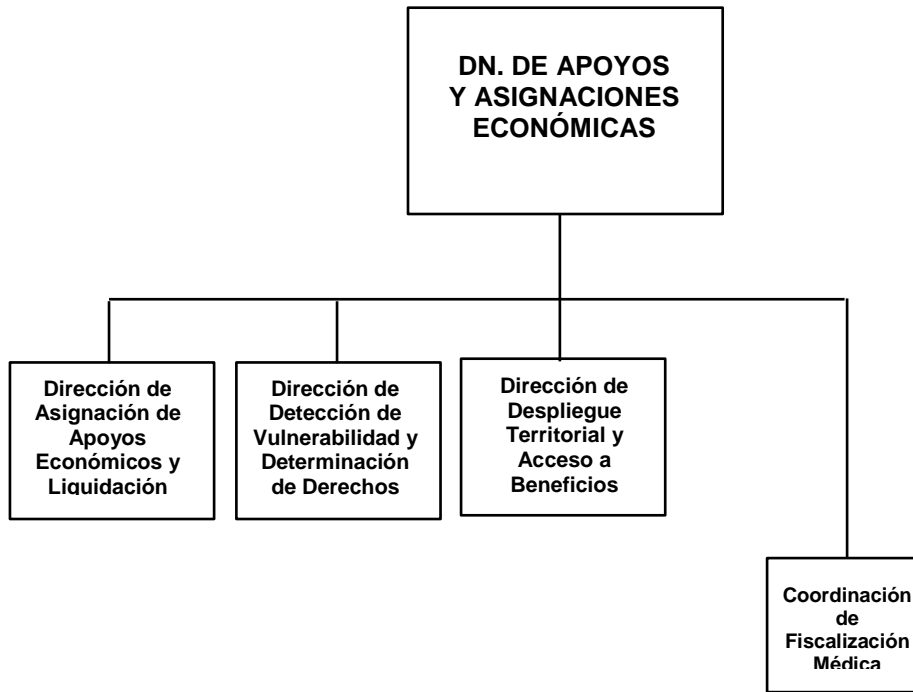 DN. DE APOYOS
Y ASIGNACIONES
ECONÓMICAS
Dirección de
Asignación de
Apoyos
Económicos y
Liquidación
Dirección de
Detección de
Vulnerabilidad y
Determinación
de Derechos
Dirección de
Despliegue
Territorial y
Acceso a
Beneficios
Coordinación
de
Fiscalización
Médica